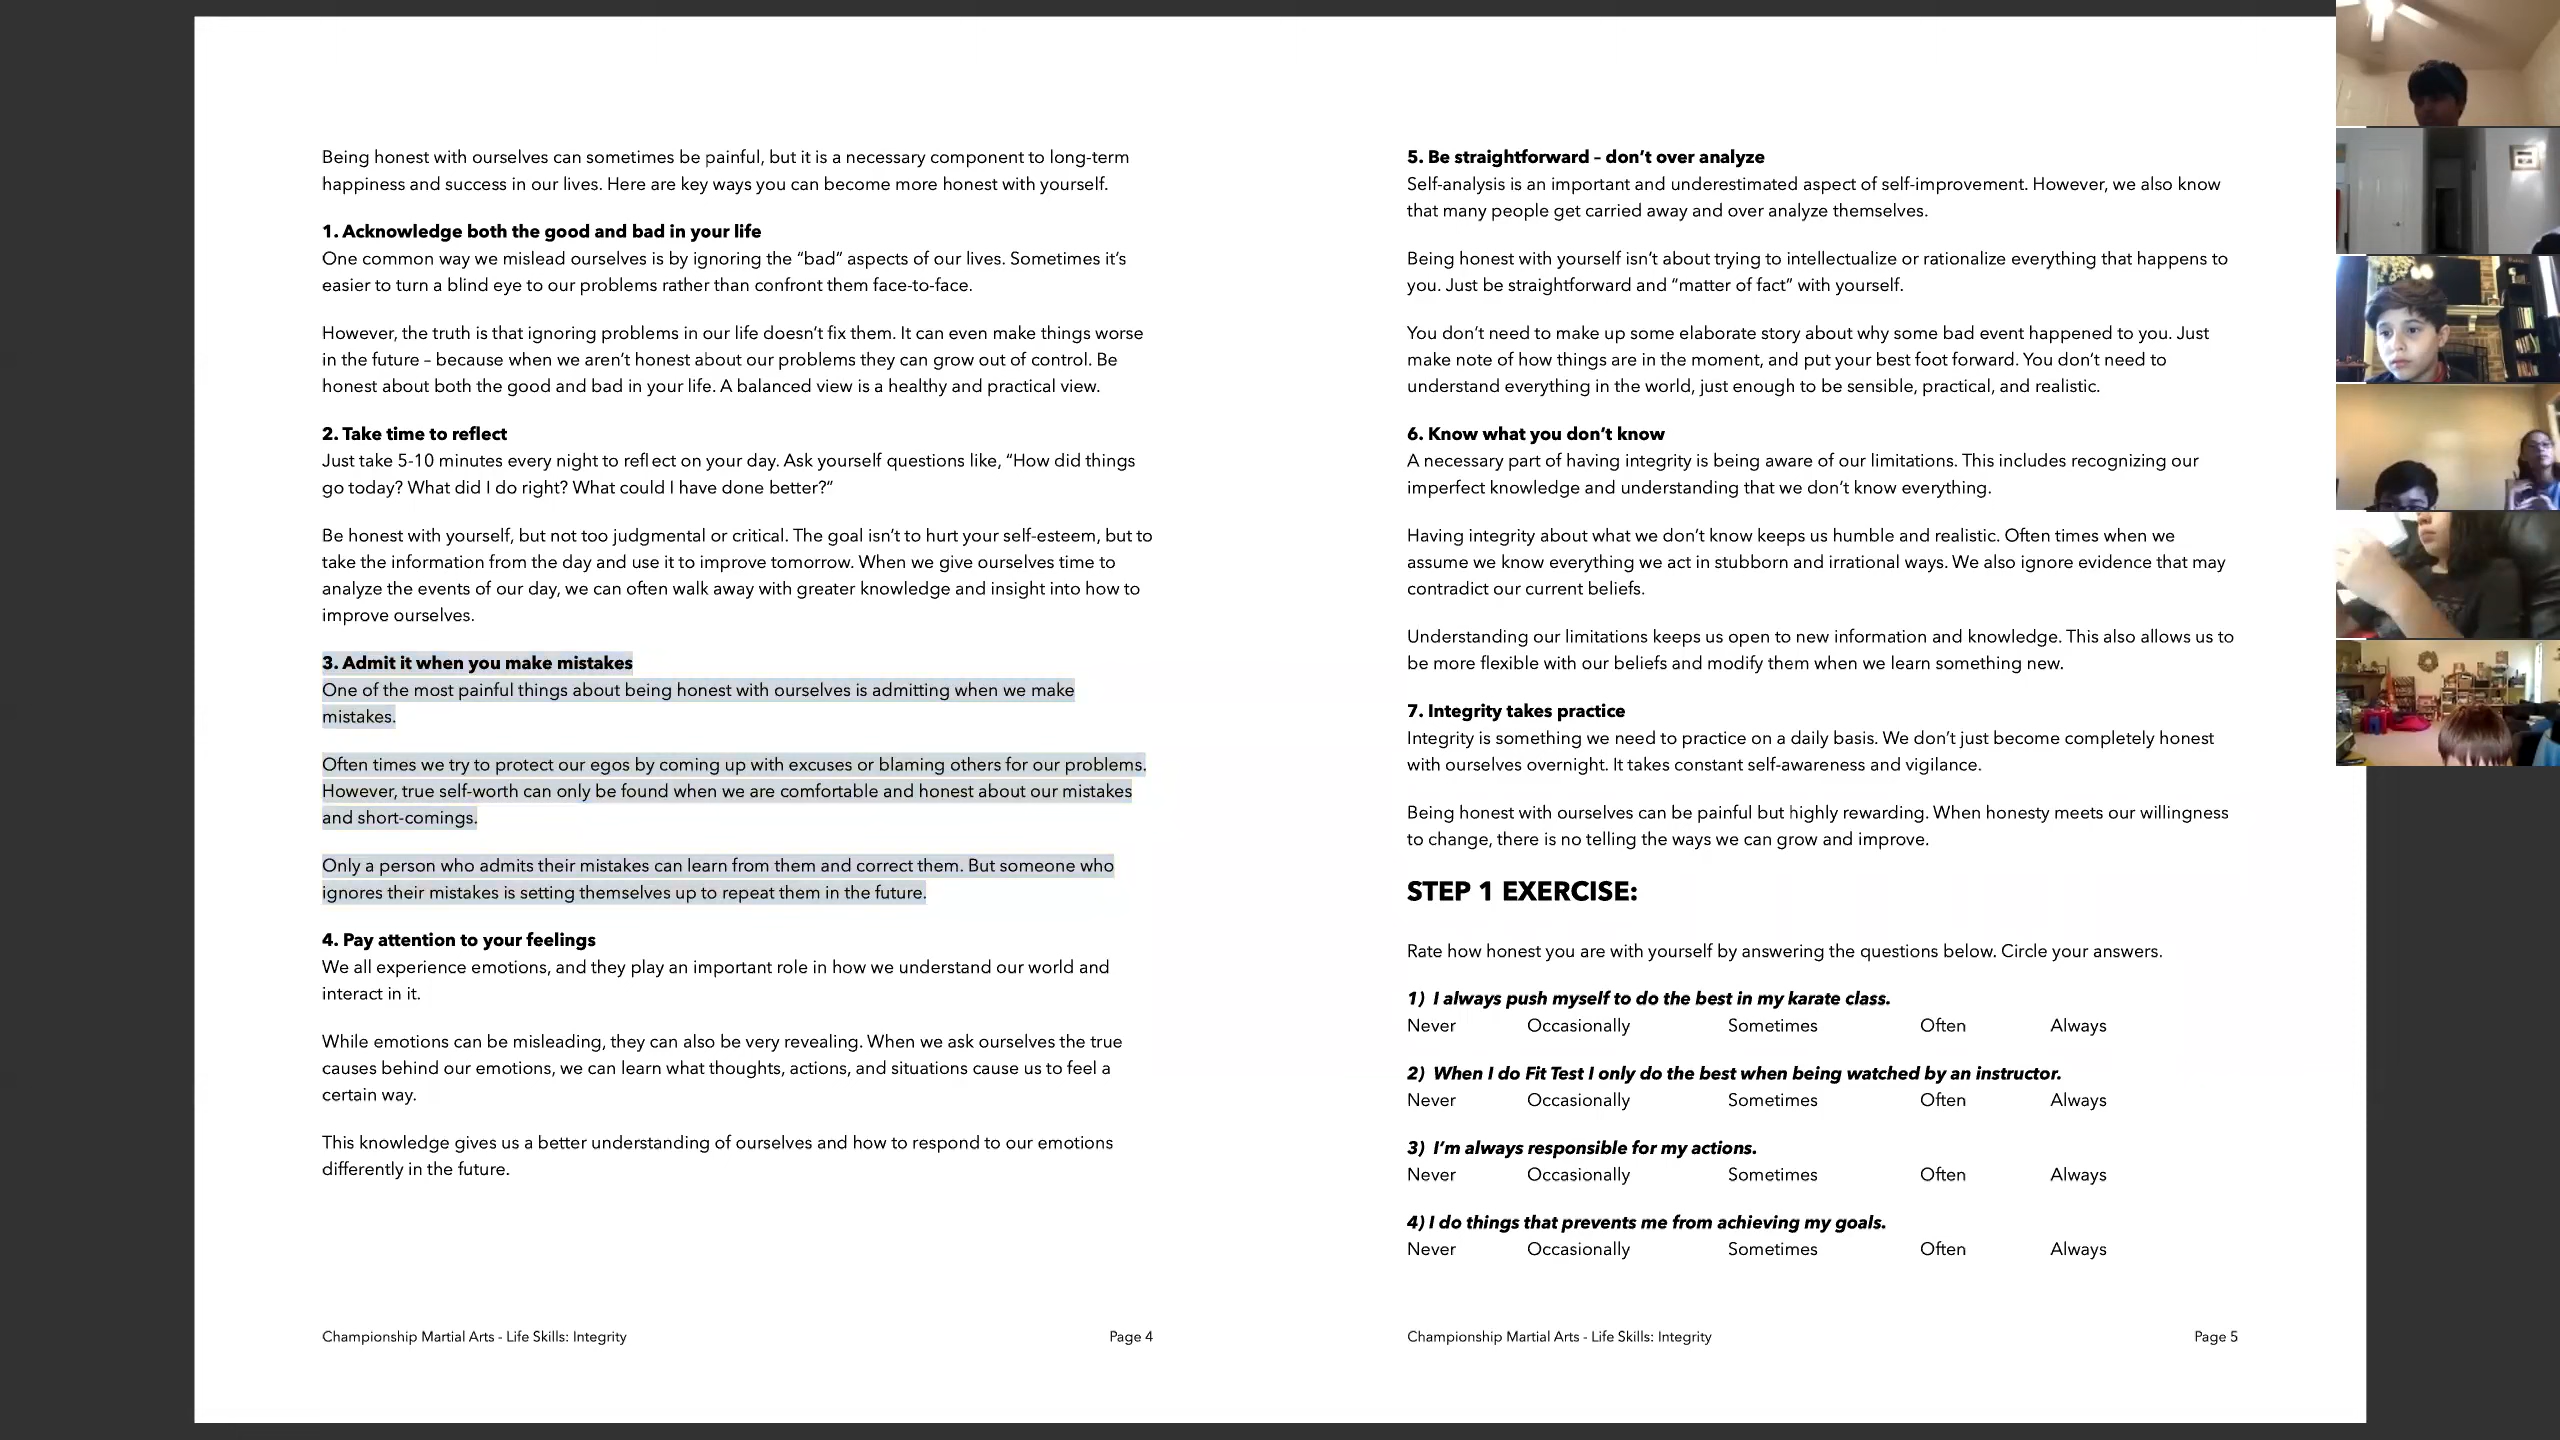 Being honest with ourselves can sometimes be painful, but it is a necessary component to long-term
happiness and success in our lives. Here are key ways you can become more honest with yourself.
1. Acknowledge both the good and bad in your life
One common way we mislead ourselves is by ignoring the “bad” aspects of our lives. Sometimes it’s
easier to turn a blind eye to our problems rather than confront them face-to-face.
However, the truth is that ignoring problems in our life doesn’t fix them. It can even make things worse
in the future – because when we aren’t honest about our problems they can grow out of control. Be
honest about both the good and bad in your life. A balanced view is a healthy and practical view.
2. Take time to reflect
Just take 5-10 minutes every night to reflect on your day. Ask yourself questions like, “How did things
go today? What did I do right? What could I have done better?”
Be honest with yourself, but not too judgmental or critical. The goal isn’t to hurt your self-esteem, but to
take the information from the day and use it to improve tomorrow. When we give ourselves time to
analyze the events of our day, we can often walk away with greater knowledge and insight into how to
improve ourselves.
3. Admit it when you make mistakes
One of the most painful things about being honest with ourselves is admitting when we make
mistakes.
Often times we try to protect our egos by coming up with excuses or blaming others for our problems.
However, true self-worth can only be found when we are comfortable and honest about our mistakes
and short-comings.
Only a person who admits their mistakes can learn from them and correct them. But someone who
ignores their mistakes is setting themselves up to repeat them in the future.
4. Pay attention to your feelings
We all experience emotions, and they play an important role in how we understand our world and
interact in it.
While emotions can be misleading, they can also be very revealing. When we ask ourselves the true
causes behind our emotions, we can learn what thoughts, actions, and situations cause us to feel a
certain way.
This knowledge gives us a better understanding of ourselves and how to respond to our emotions
differently in the future.
Championship Martial Arts - Life Skills: Integrity Page 4
5. Be straightforward – don’t over analyze
Self-analysis is an important and underestimated aspect of self-improvement. However, we also know
that many people get carried away and over analyze themselves.
Being honest with yourself isn’t about trying to intellectualize or rationalize everything that happens to
you. Just be straightforward and “matter of fact” with yourself.
You don’t need to make up some elaborate story about why some bad event happened to you. Just
make note of how things are in the moment, and put your best foot forward. You don’t need to
understand everything in the world, just enough to be sensible, practical, and realistic.
6. Know what you don’t know
A necessary part of having integrity is being aware of our limitations. This includes recognizing our
imperfect knowledge and understanding that we don’t know everything.
Having integrity about what we don’t know keeps us humble and realistic. Often times when we
assume we know everything we act in stubborn and irrational ways. We also ignore evidence that may
contradict our current beliefs.
Understanding our limitations keeps us open to new information and knowledge. This also allows us to
be more flexible with our beliefs and modify them when we learn something new.
7. Integrity takes practice
Integrity is something we need to practice on a daily basis. We don’t just become completely honest
with ourselves overnight. It takes constant self-awareness and vigilance.
Being honest with ourselves can be painful but highly rewarding. When honesty meets our willingness
to change, there is no telling the ways we can grow and improve.
STEP 1 EXERCISE:
Rate how honest you are with yourself by answering the questions below. Circle your answers.
1) I always push myself to do the best in my karate class.
Never Occasionally Sometimes Often Always
2) When I do Fit Test I only do the best when being watched by an instructor.
Never Occasionally Sometimes Often Always
3) I’m always responsible for my actions.
Never Occasionally Sometimes Often Always
4) I do things that prevents me from achieving my goals.
Never Occasionally Sometimes Often Always
Championship Martial Arts - Life Skills: Integrity Page 5